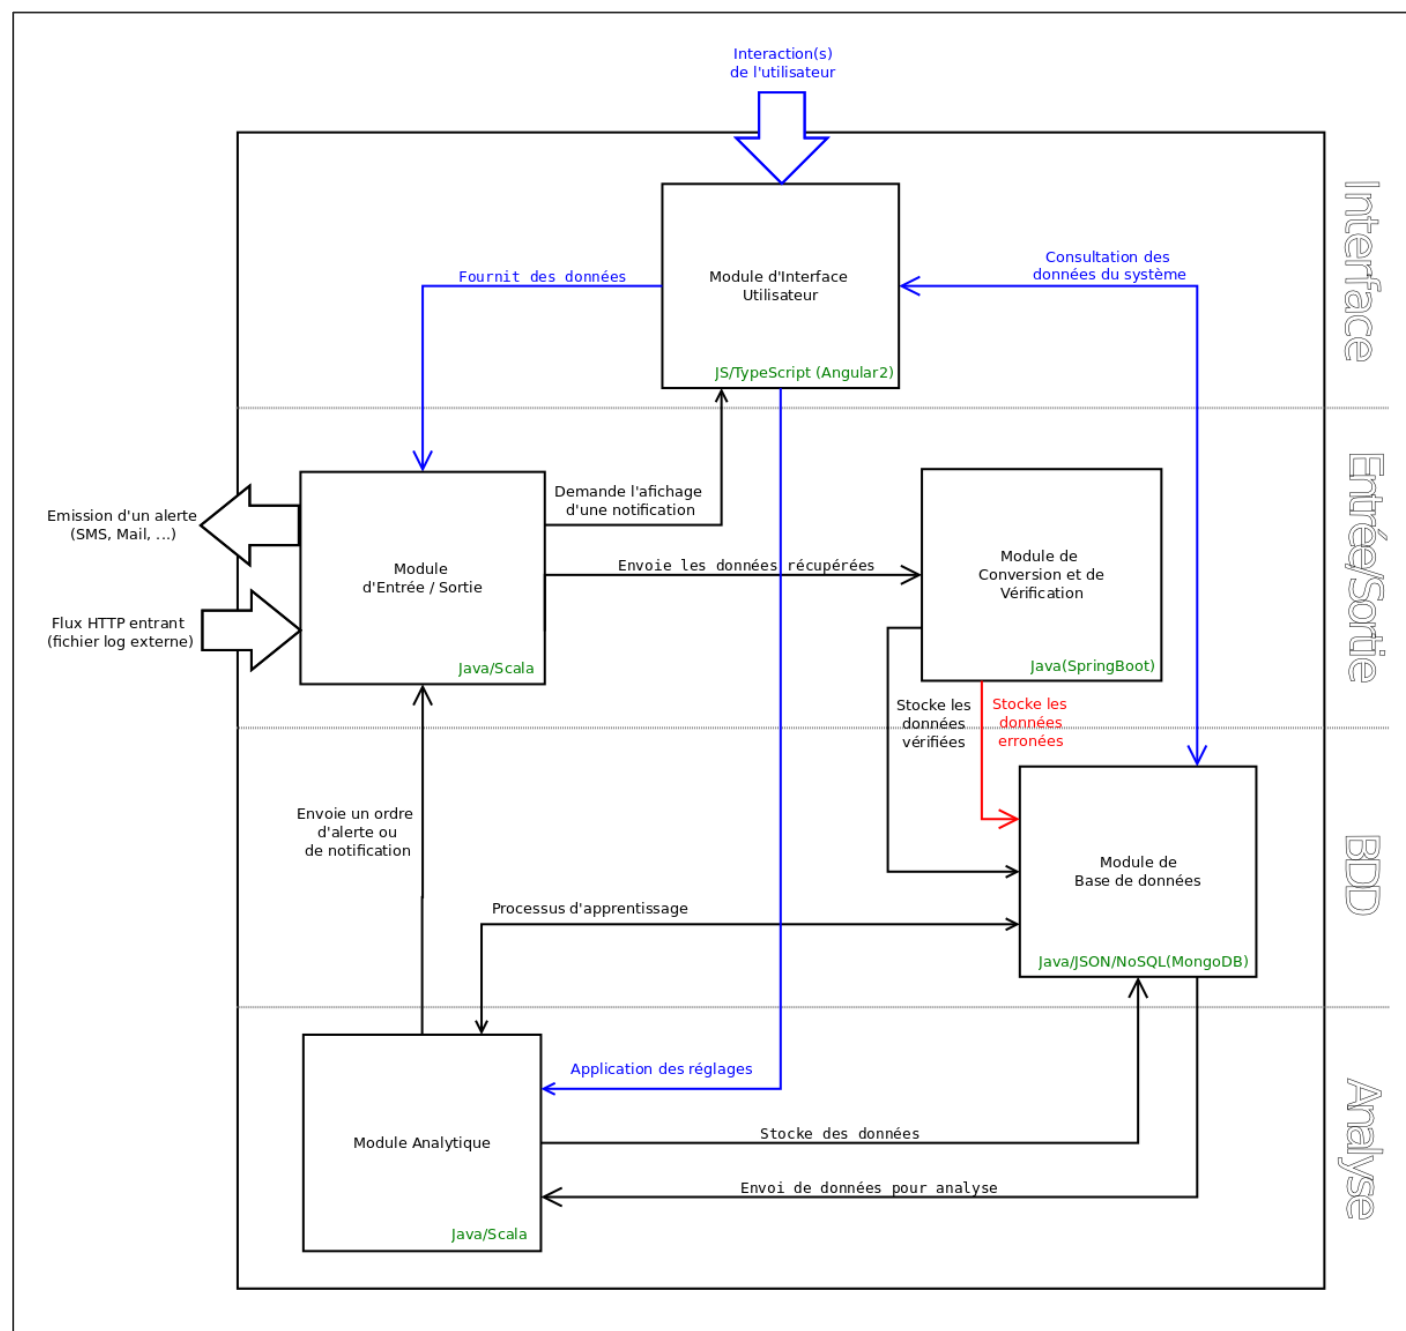 Interaction(s)
de l'utilisateur
Interface
Module d'Interface
Utilisateur
JS/TypeScript (Angular2)
Fournit des données
Consultation des
données du système
Entrée/Sortie
Emission d'un alerte
(SMS, Mail, ...)
Flux HTTP entrant
(fichier log externe)
Module
d'Entrée / Sortie
Java/Scala
Demande l'afichage
d'une notification
Envoie les données récupérées
Module de
Conversion et de
Vérification
Java(SpringBoot)
Stocke les
données
vérifiées
Stocke les
données
erronées
BDD
Envoie un ordre
d'alerte ou
de notification
Module de
Base de données
Java/JSON/NoSQL(MongoDB)
Processus d'apprentissage
Analyse
Application des réglages
Module Analytique
Java/Scala
Stocke des données
Envoi de données pour analyse